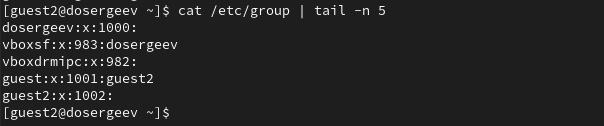 [guest2@dosergeev ~]$ cat /etc/group | tail -n 5
dosergeev:x:1000:
vboxsf:x:983:dosergeev
vboxdrmipc:x:982:
guest:x:1001:guest2
guest2:x:1002:
[guest2@dosergeev ~]$